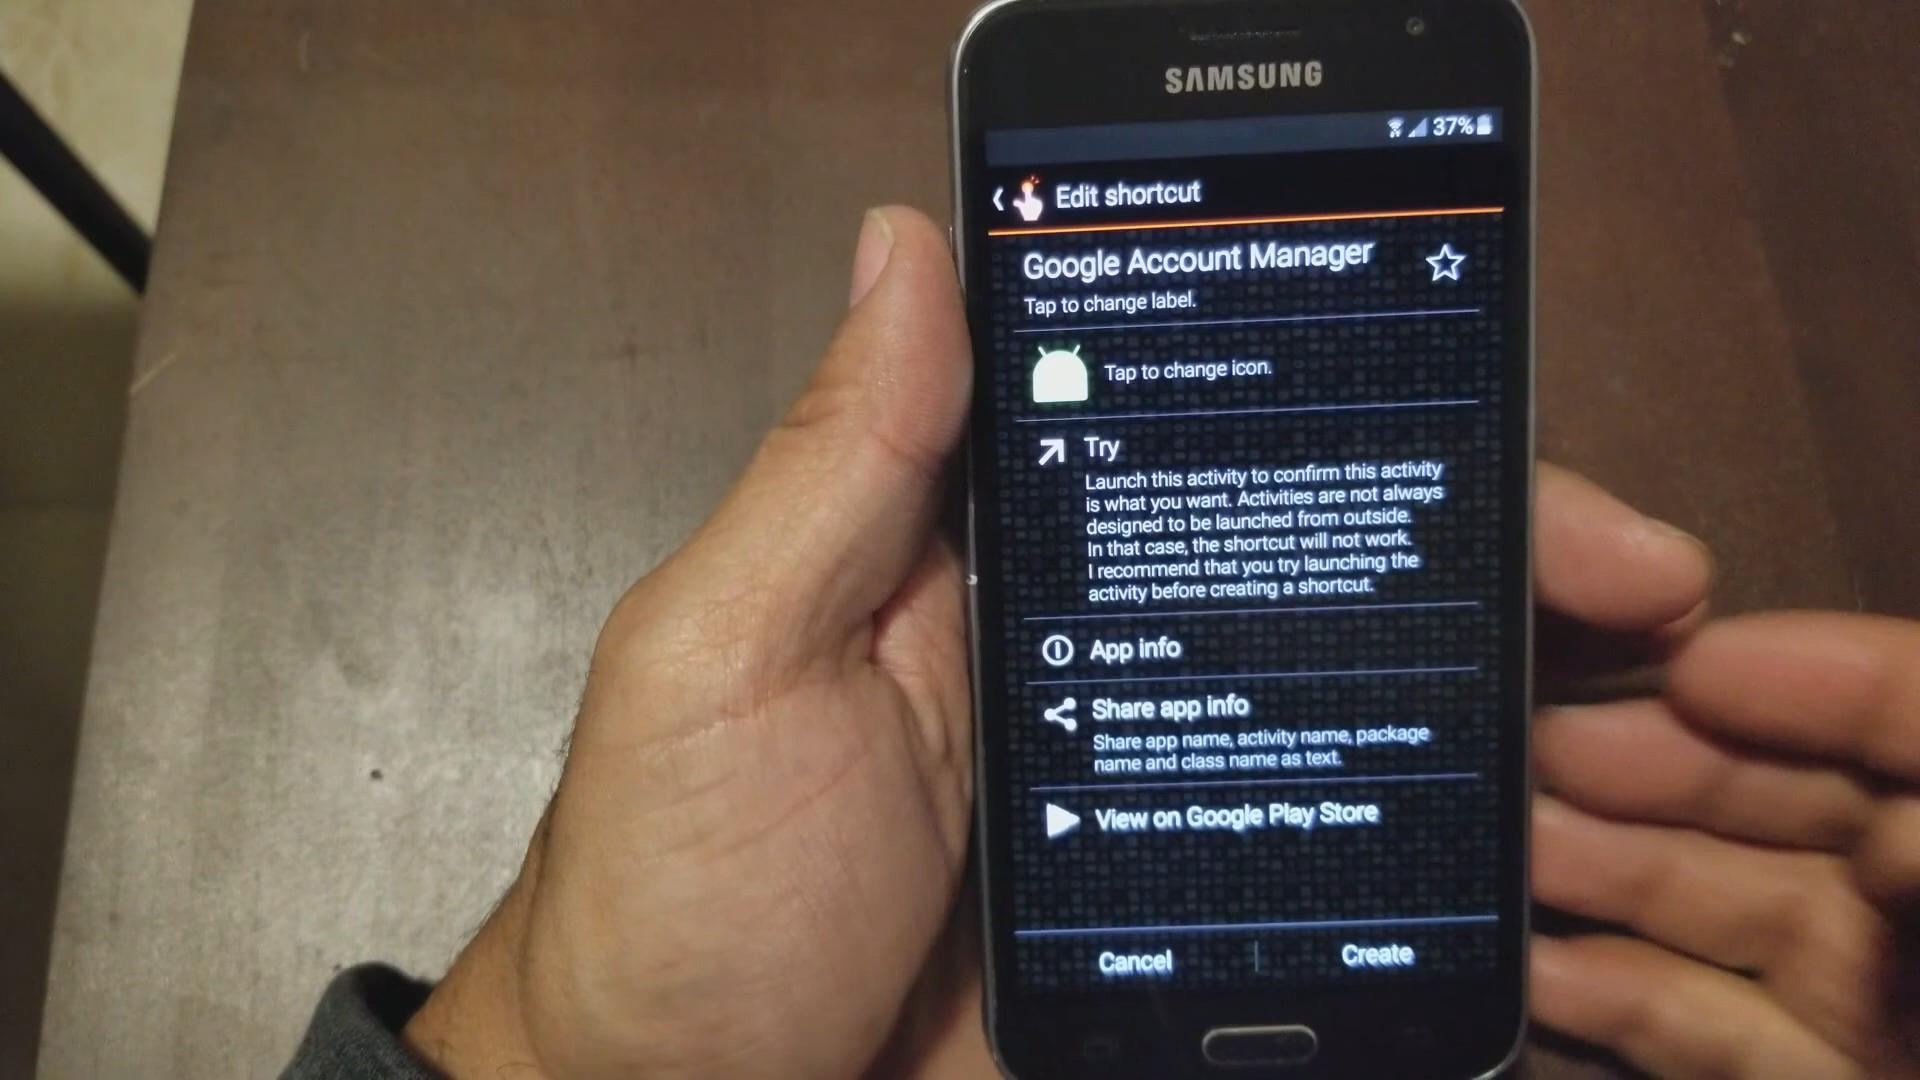 SAMSUNG
37%
Edit shortcut
Google Account Manager
Tap to change label.
Tap to change icon.
Try
Launch this activity to confirm this activity
is what you want. Activities are not always
designed to be launched from outside.
In that case, the shortcut will not work.
I recommend that you try launching the
activity before creating a shortcut.
App info
Share app info
Share app name, activity name, package
name and class name as text.
View on Google Play Store
Cancel
Create